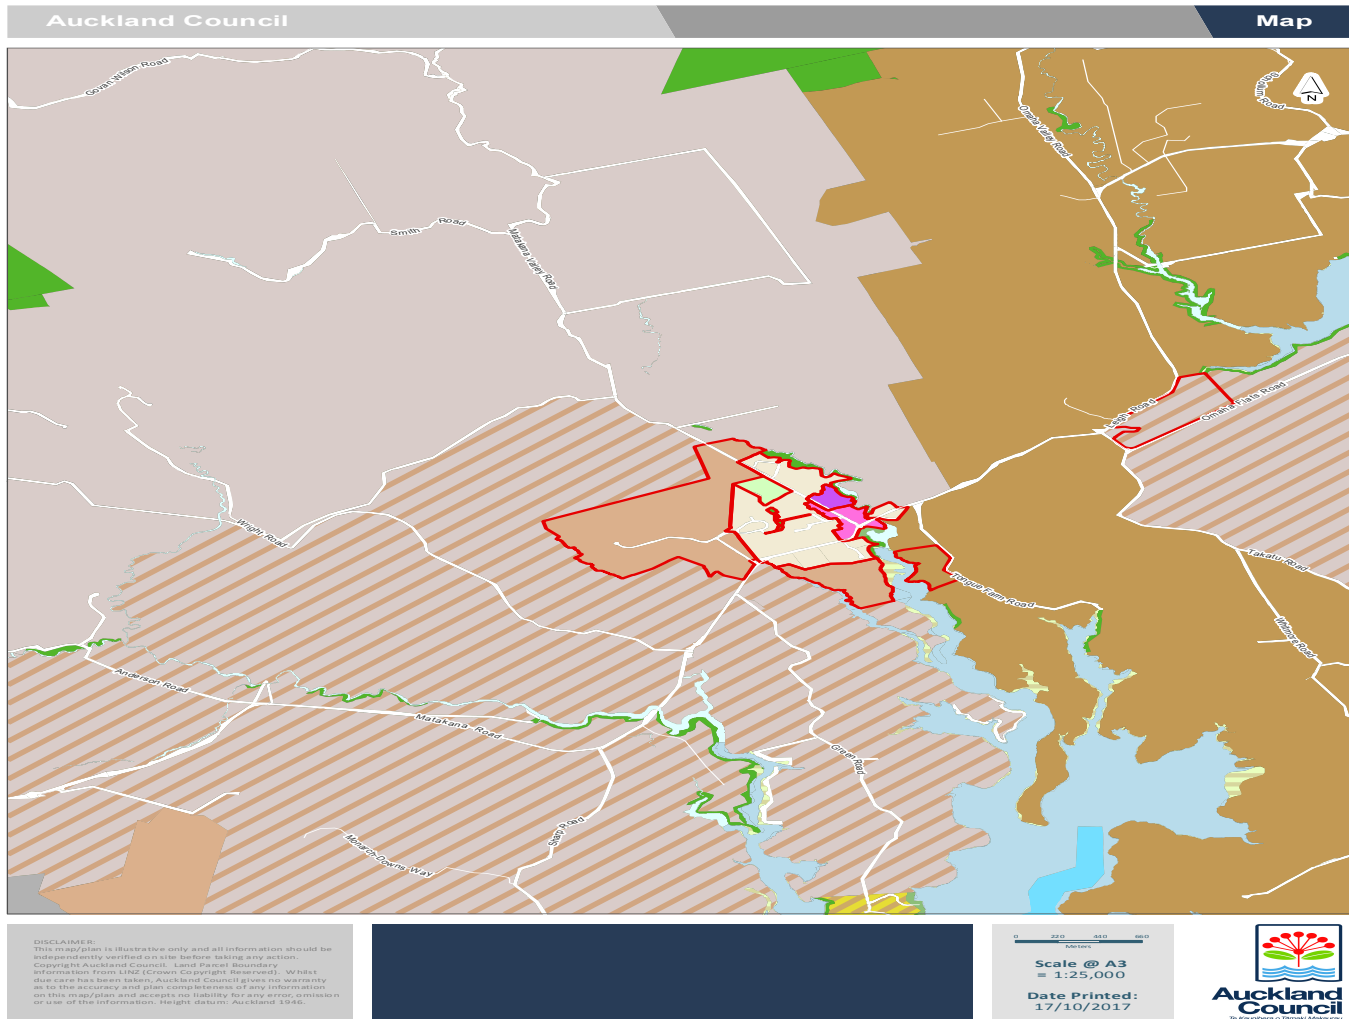 Auckland Council
Map
Govan Wilson Road
Omaha Valley Road
Road
N
Smith Road
Matakana Valley Road
Leigh Road
Omaha Flats Road
Wright Road
Takatu Road
Tongue Farm Road
Whitmore Road
Anderson Road
Matakana Road
Green Road
Sharp Road
Monarch Downs Way
DISCLAIMER:
This map/plan is illustrative only and all information should be
independently verified on site before taking any action.
Copyright Auckland Council. Land Parcel Boundary
information from LINZ (Crown Copyright Reserved). Whilst
due care has been taken, Auckland Council gives no warranty
as to the accuracy and plan completeness of any information
on this map/plan and accepts no liability for any error, omission
or use of the information. Height datum: Auckland 1946.
0 220 440 660
Meters
Scale @ A3
= 1:25,000
Date Printed:
17/10/2017
Auckland
Council
Te Kaunihera o Tāmaki Makaurau